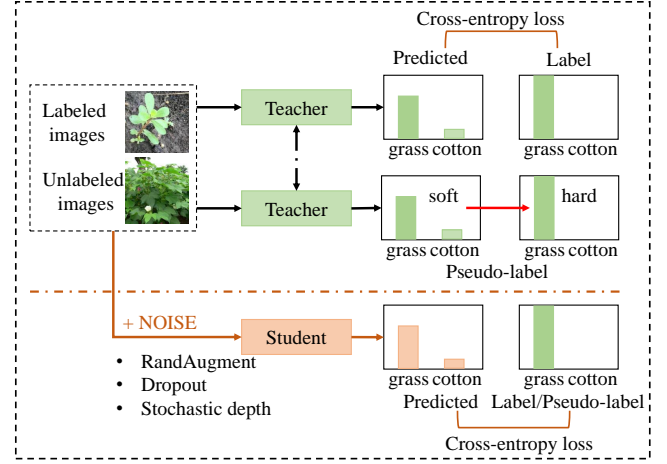 Cross-entropy loss
Predicted Label
Labeled images
Teacher
grass cotton grass cotton
Unlabeled images
Teacher
soft hard
grass cotton grass cotton
Pseudo-label
+ NOISE
Student
• RandAugment
• Dropout
• Stochastic depth
grass cotton grass cotton
Predicted Label/Pseudo-label
Cross-entropy loss